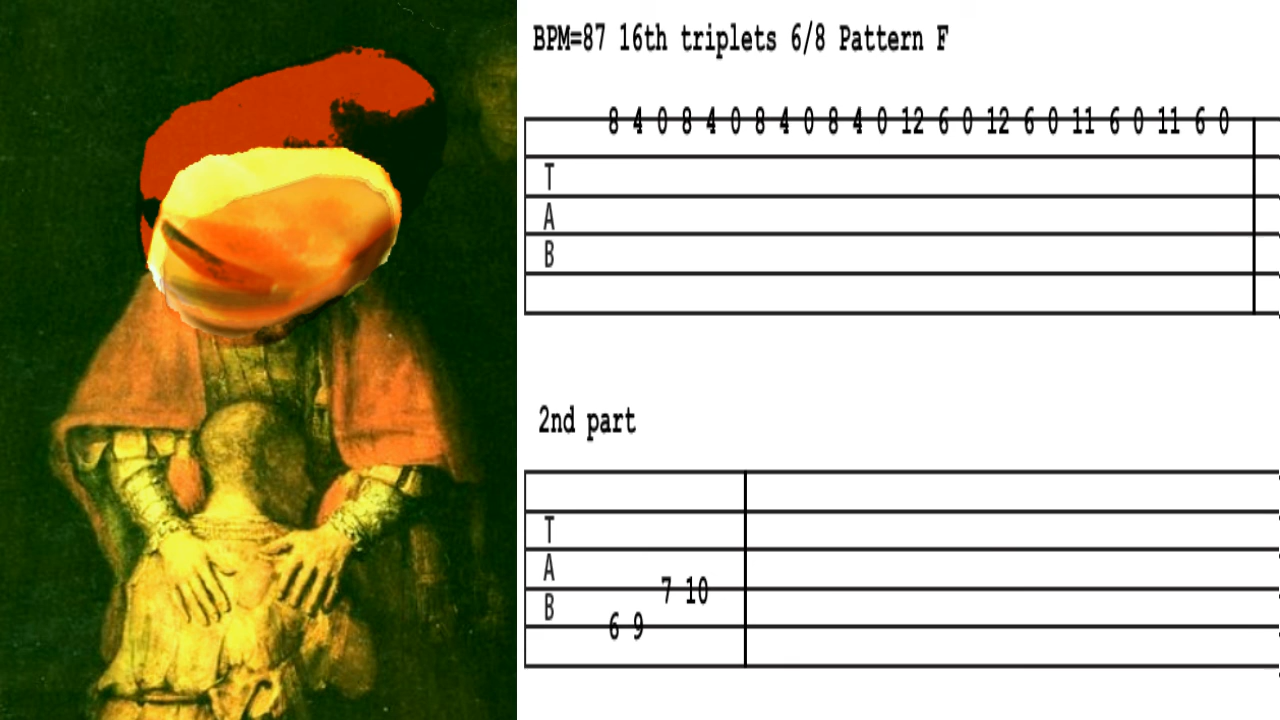 BPM=87 16th triplets 6/8 Pattern F
8 4 0 8 4 0 8 4 0 8 4 0 12 6 0 12 6 0 11 6 0 11 6 0
T
A
B
2nd part
T
A
7 10
B
6 9